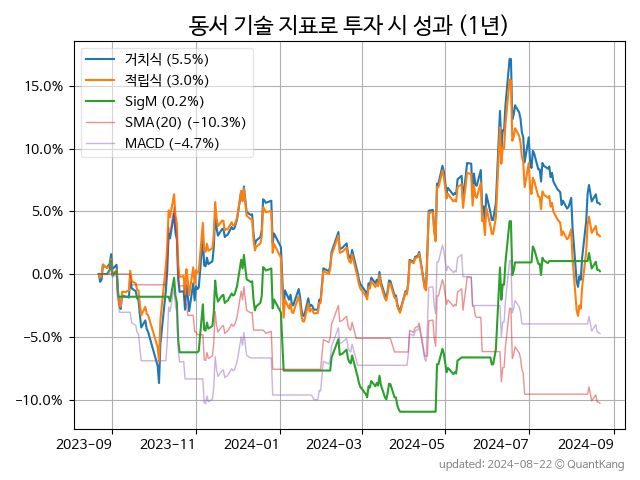 동서 기술 지표로 투자 시 성과 (1년)
거치식 (5.5%)
적립식 (3.0%)
SigM (0.2%)
SMA(20) (−10.3%)
MACD (−4.7%)
15.0%
10.0%
5.0%
0.0%
−5.0%
−10.0%
2023-09 2023-11 2024-01 2024-03 2024-05 2024-07 2024-09
updated: 2024-08-22 © QuantKang